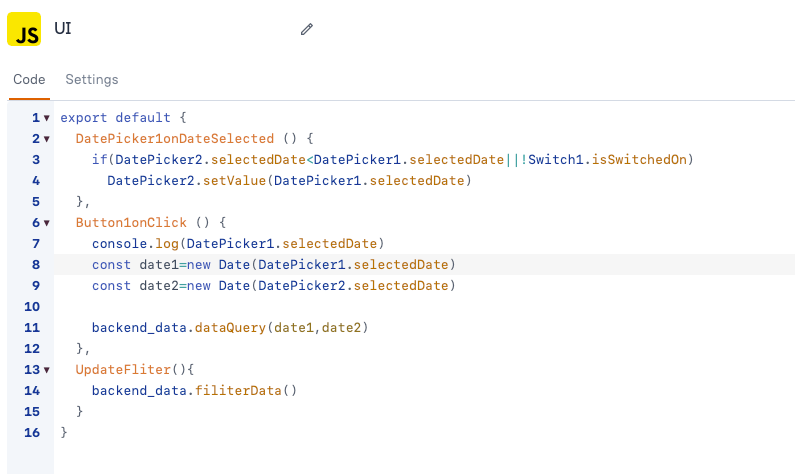 JS UI
Code Settings
1 export default {
2 DatePicker1onDateSelected () {
3 if(DatePicker2.selectedDate<DatePicker1.selectedDate||!Switch1.isSwitchedOn)
4 DatePicker2.setValue(DatePicker1.selectedDate)
5 },
6 Button1onClick () {
7 console.log(DatePicker1.selectedDate)
8 const date1=new Date(DatePicker1.selectedDate)
9 const date2=new Date(DatePicker2.selectedDate)
10
11 backend_data.dataQuery(date1,date2)
12 },
13 UpdateFliter(){
14 backend_data.filiterData()
15 }
16 }